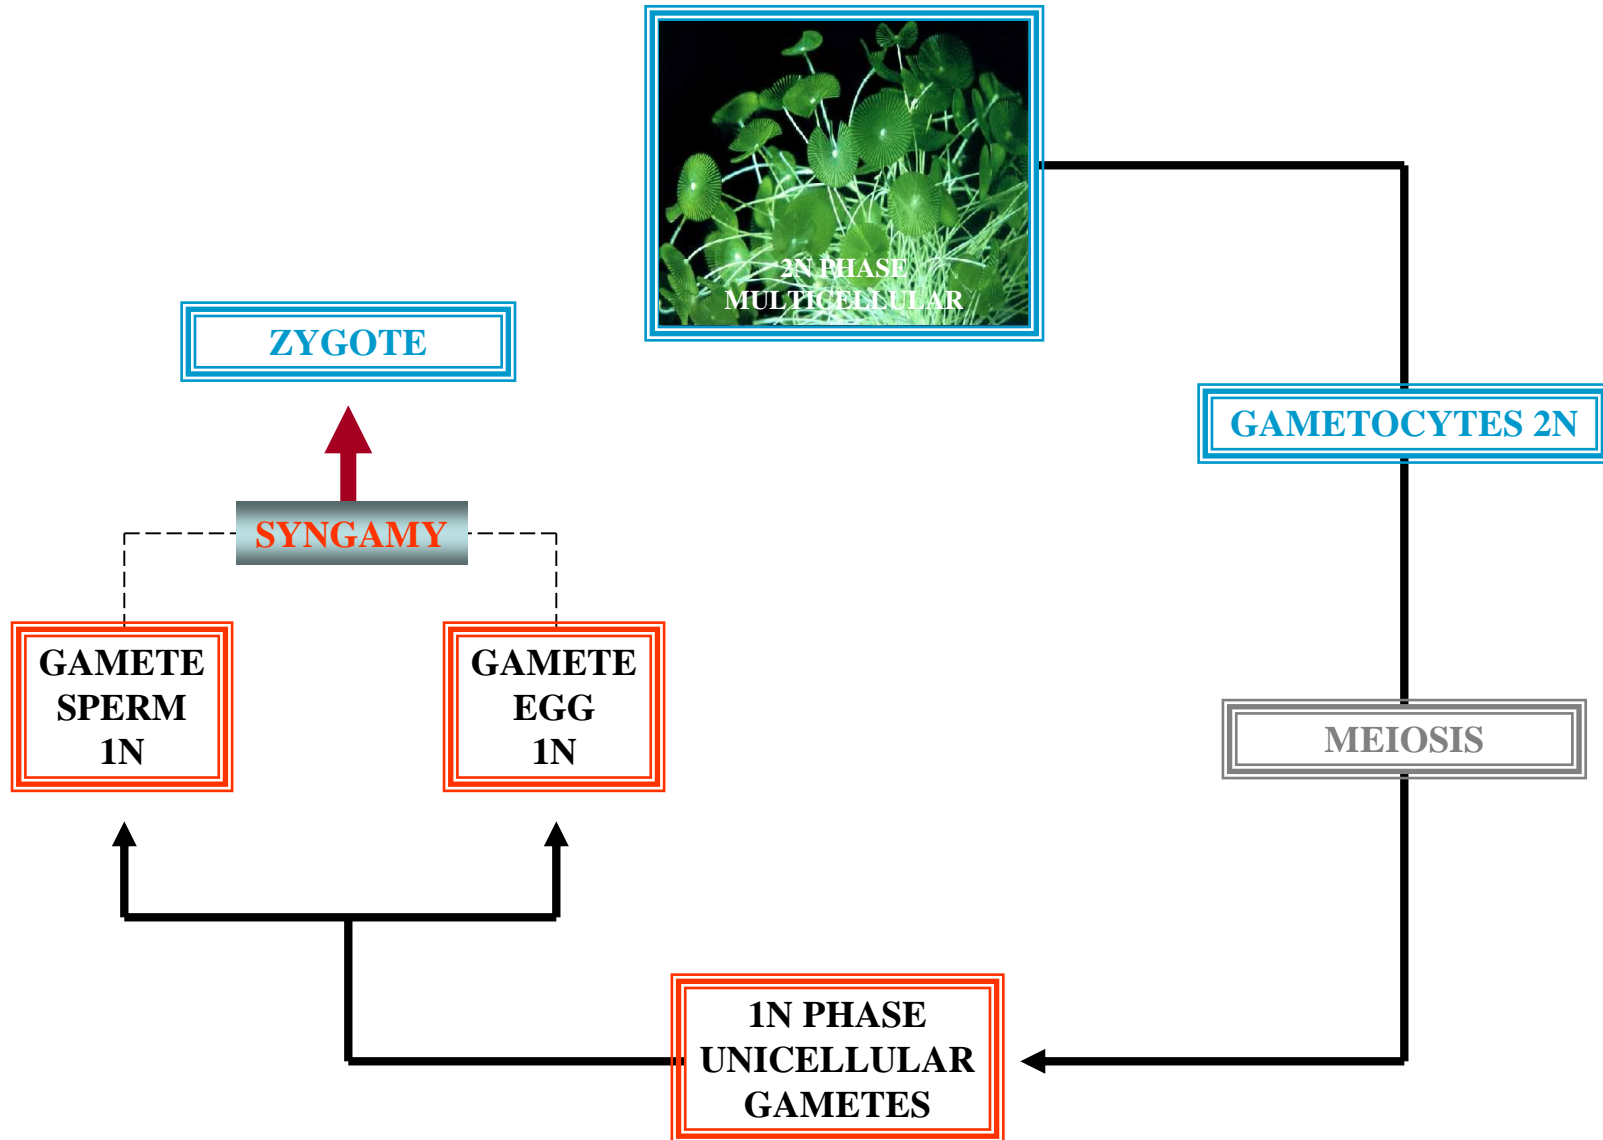 2N PHASE
MULTICELLULAR
ZYGOTE
GAMETOCYTES 2N
SYNGAMY
GAMETE
SPERM
1N
GAMETE
EGG
1N
MEIOSIS
1N PHASE
UNICELLULAR
GAMETES